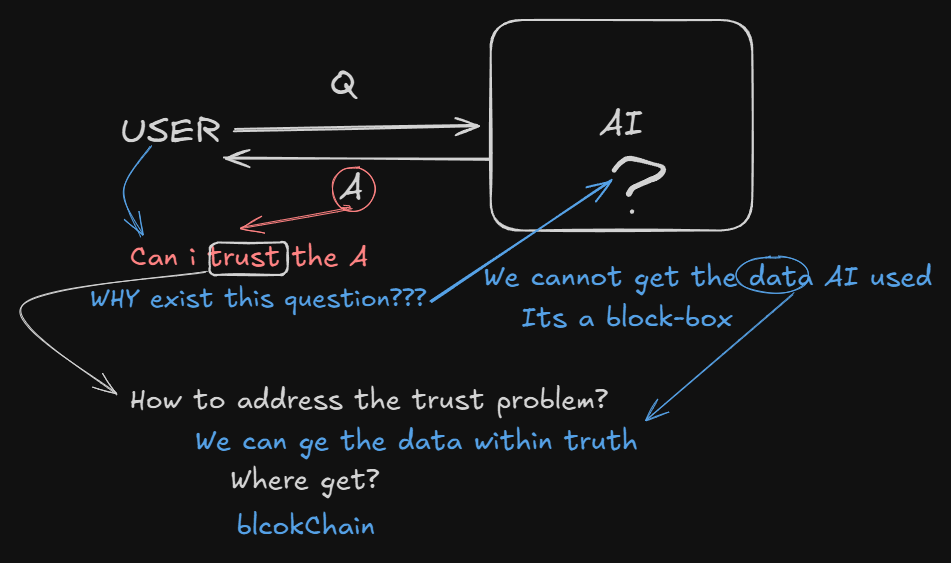 Q
USER
AI
?
A
Can i trust the A
WHY exist this question???
We cannot get the data AI used
Its a block-box
How to address the trust problem?
We can ge the data within truth
Where get?
blcokChain